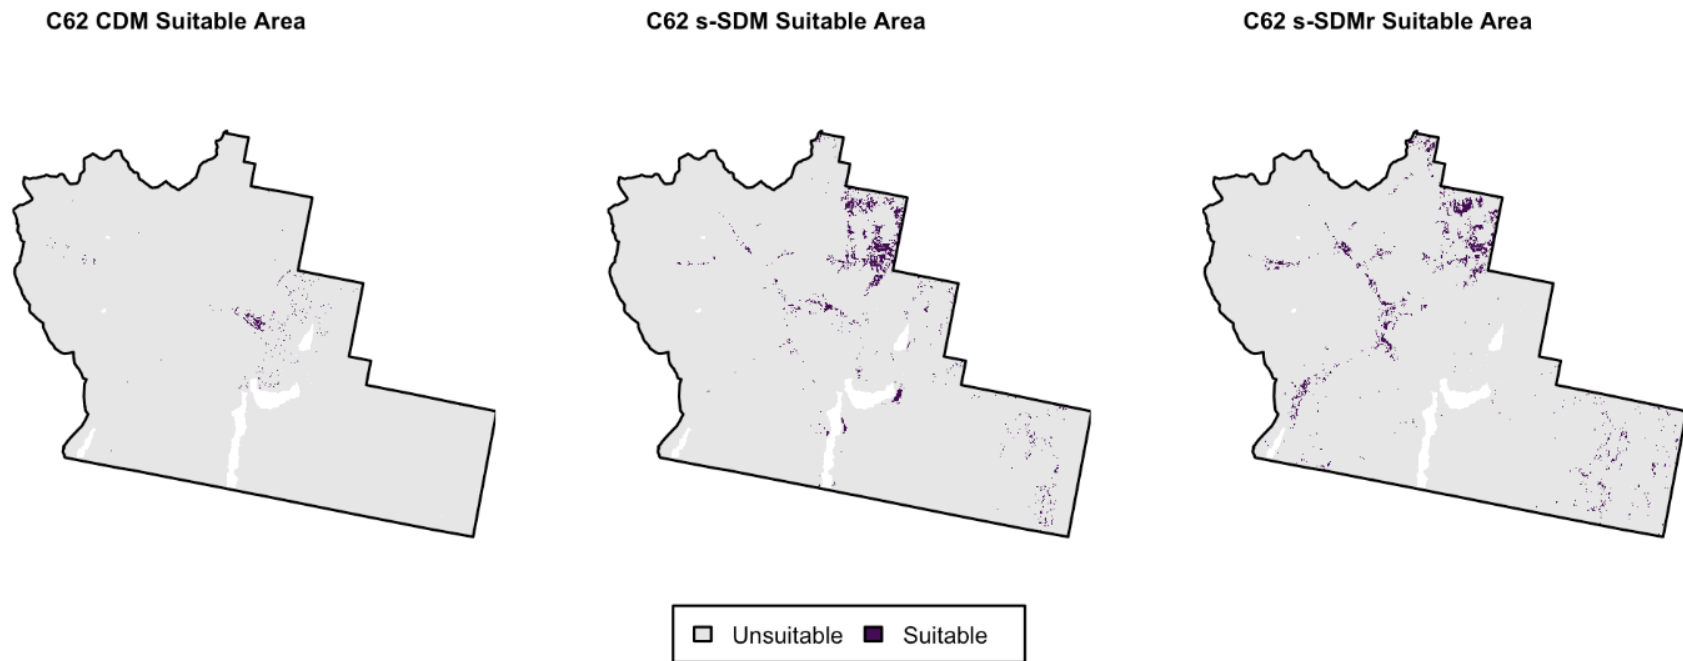 C62 CDM Suitable Area
C62 s-SDM Suitable Area
C62 s-SDMr Suitable Area
Unsuitable
Suitable